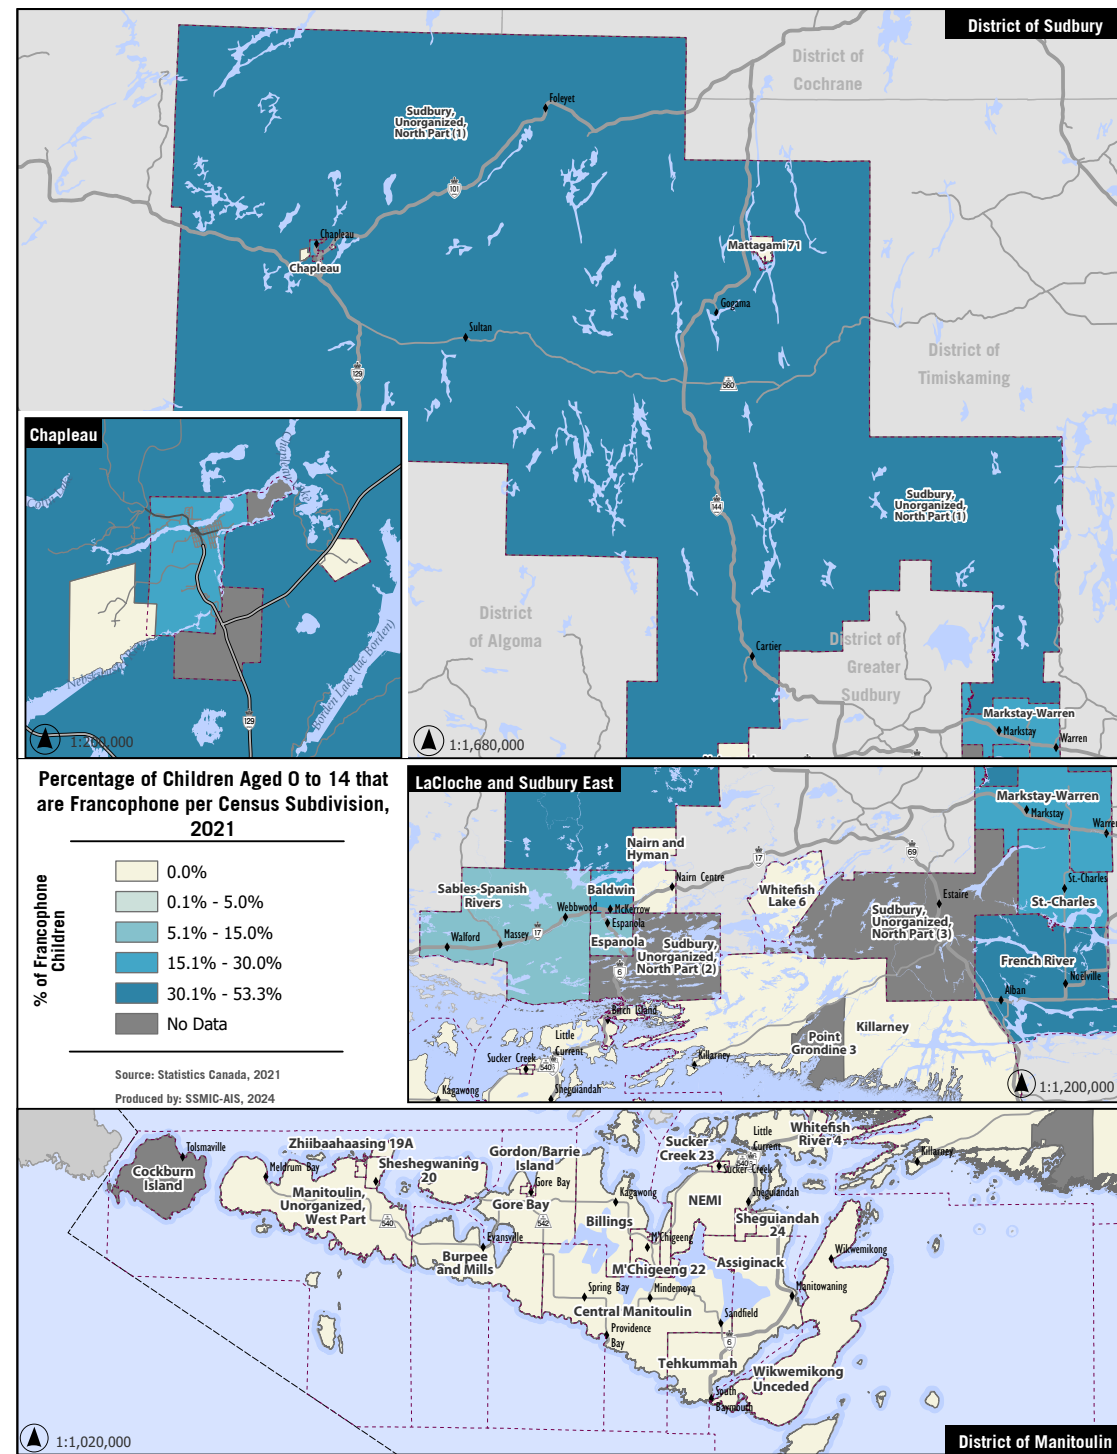 District of Sudbury
District of
Cochrane
Foleyet
Sudbury,
Unorganized,
North Part (1)
101
Chapleau
Chapleau
Mattagami 71
Gogama
Sultan
District of
Timiskaming
129
560
Chapleau
Sudbury,
Unorganized,
North Part (1)
144
District
of Algoma
Cartier
District of
Greater
Sudbury
Borden Lake (lac Borden)
129
1:260,000
1:1,680,000
Markstay-Warren
Markstay
Warren
Percentage of Children Aged 0 to 14 that
are Francophone per Census Subdivision,
2021
% of Francophone
Children
0.0%
0.1% - 5.0%
5.1% - 15.0%
15.1% - 30.0%
30.1% - 53.3%
No Data
Source: Statistics Canada, 2021
Produced by: SSMIC-AIS, 2024
LaCloche and Sudbury East
Markstay-Warren
Markstay
Warren
Nairn and
Hyman
17
69
Nairn Centre
Sables-Spanish
Rivers
Baldwin
Whitefish
Lake 6
St.-Charles
Webbwood
McKerrow
Estaire
St.-Charles
Espanola
Sudbury,
Unorganized,
North Part (3)
Walford
Massey
17
Espanola
Sudbury,
Unorganized,
North Part (2)
French River
6
Noelville
Alban
Birch Island
Little
Current
Killarney
Point
Grondine 3
Sucker Creek
540
Killarney
Kagawong
Sheguiandah
1:1,200,000
Tolsmaville
Cockburn
Island
Zhiibaahaasing 19A
Meldrum Bay
Sheshegwaning
20
Gordon/Barrie
Island
Gore Bay
Gore Bay
Sucker
Creek 23
Little
Current
Whitefish
River 4
540
Sucker Creek
Killarney
Manitoulin,
Unorganized,
West Part
540
542
Kagawong
NEMI
Sheguiandah
Billings
Sheguiandah
24
Evansville
M'Chigeeng
Wikwemikong
Burpee
and Mills
M'Chigeeng 22
Assiginack
Spring Bay
Mindemoya
Manitowaning
Central Manitoulin
Sandfield
Providence
Bay
6
Tehkummah
Wikwemikong
Unceded
South
Baymouth
1:1,020,000
District of Manitoulin